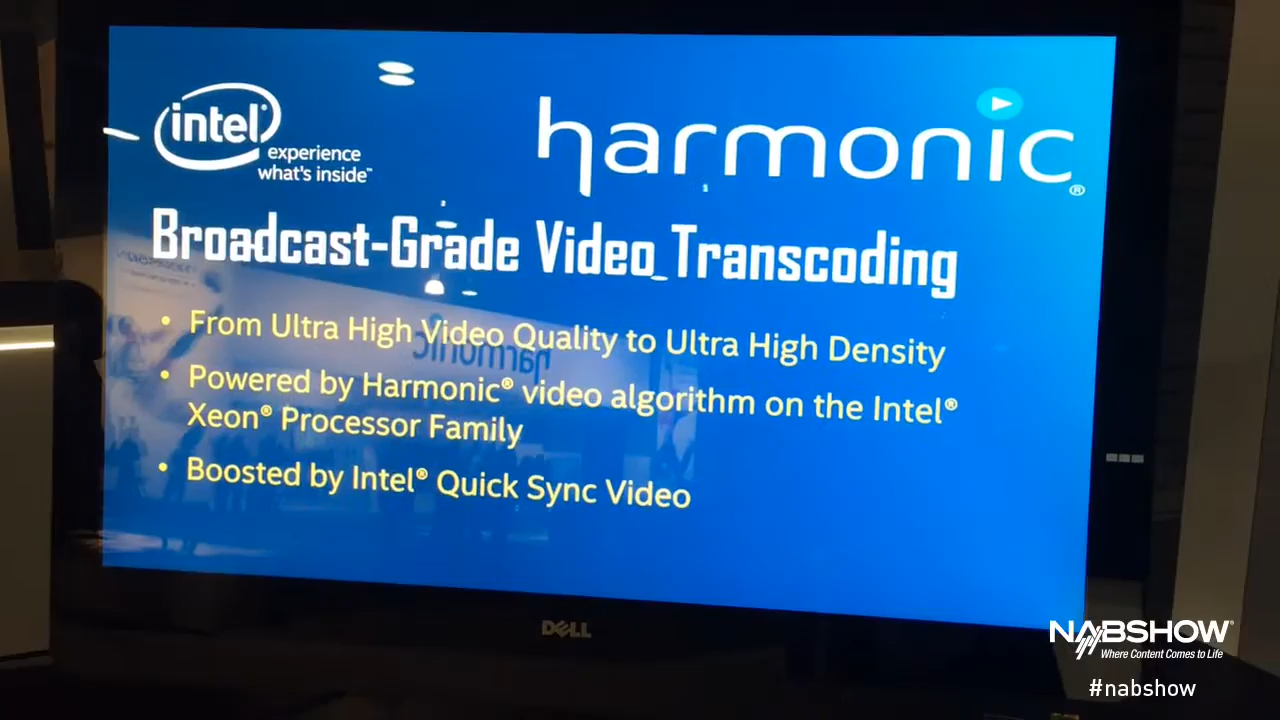 intel®
experience
what's inside™
harmonic®
Broadcast-Grade Video Transcoding
• From Ultra High Video Quality to Ultra High Density
• Powered by Harmonic® video algorithm on the Intel®
Xeon® Processor Family
• Boosted by Intel® Quick Sync Video
harmonic
DELL
NABSHOW®
Where Content Comes to Life
#nabshow